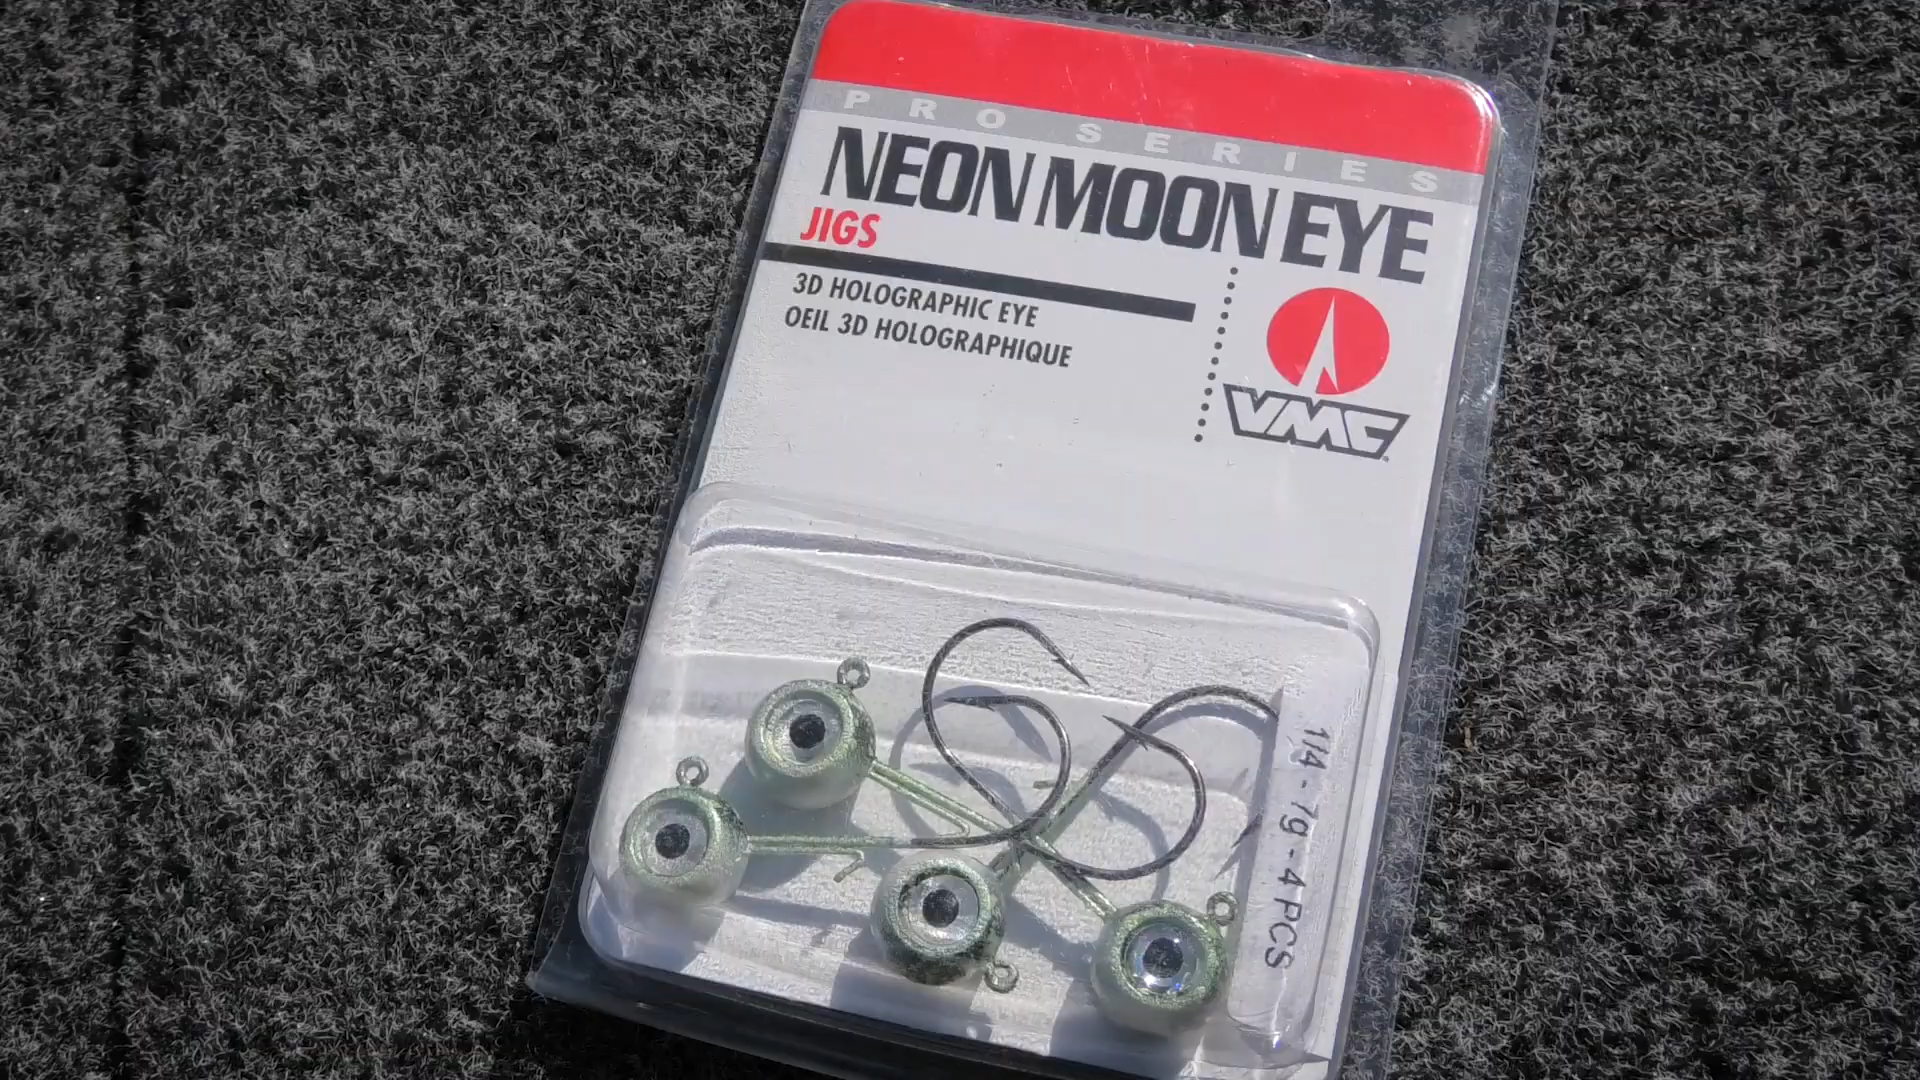 PRO SERIES
NEON MOON EYE
JIGS
3D HOLOGRAPHIC EYE
OEIL 3D HOLOGRAPHIQUE
VMC
1/4 - 7g - 4 PCS